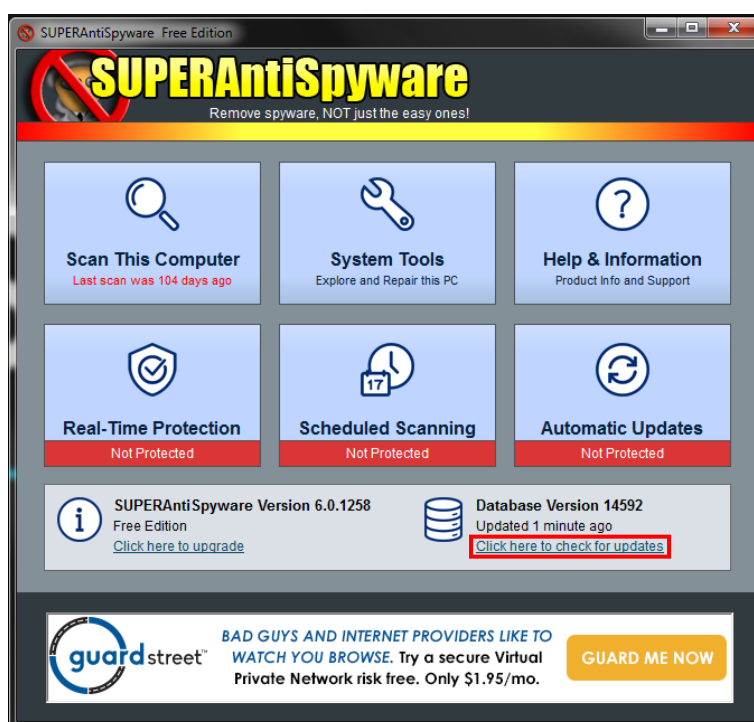 SUPERAntiSpyware Free Edition
SUPERAntiSpyware
Remove spyware, NOT just the easy ones!
Scan This Computer
Last scan was 104 days ago
System Tools
Explore and Repair this PC
Help & Information
Product Info and Support
Real-Time Protection
Not Protected
17
Scheduled Scanning
Not Protected
Automatic Updates
Not Protected
SUPERAntiSpyware Version 6.0.1258
Free Edition
Click here to upgrade
Database Version 14592
Updated 1 minute ago
Click here to check for updates
guardstreet™
BAD GUYS AND INTERNET PROVIDERS LIKE TO
WATCH YOU BROWSE. Try a secure Virtual
Private Network risk free. Only $1.95/mo.
GUARD ME NOW